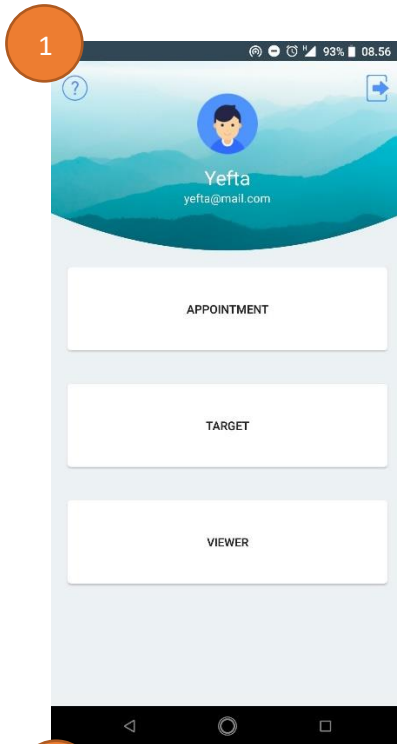 1
H 93% 08.56
?
Yefta
yefta@mail.com
APPOINTMENT
TARGET
VIEWER